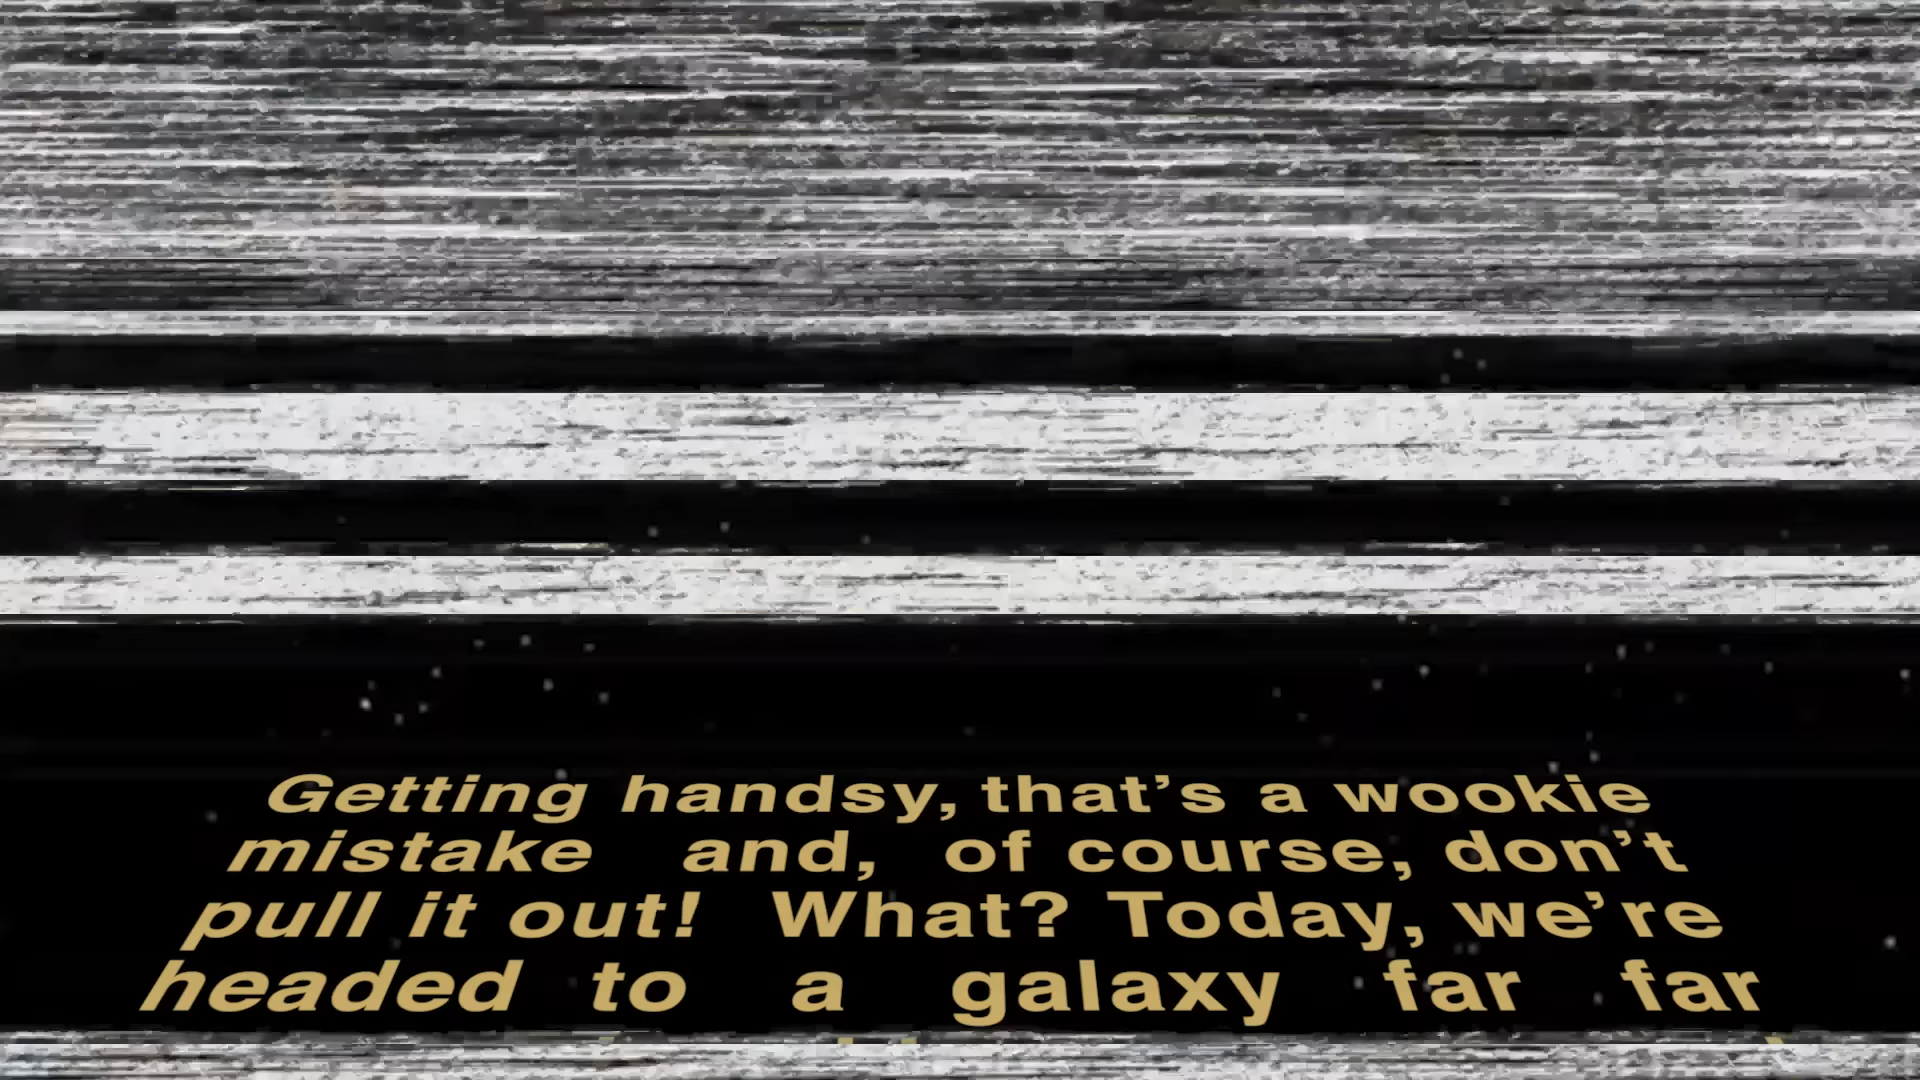 Getting handsy, that’s a wookie
mistake and, of course, don’t
pull it out! What? Today, we’re
headed to a galaxy far far